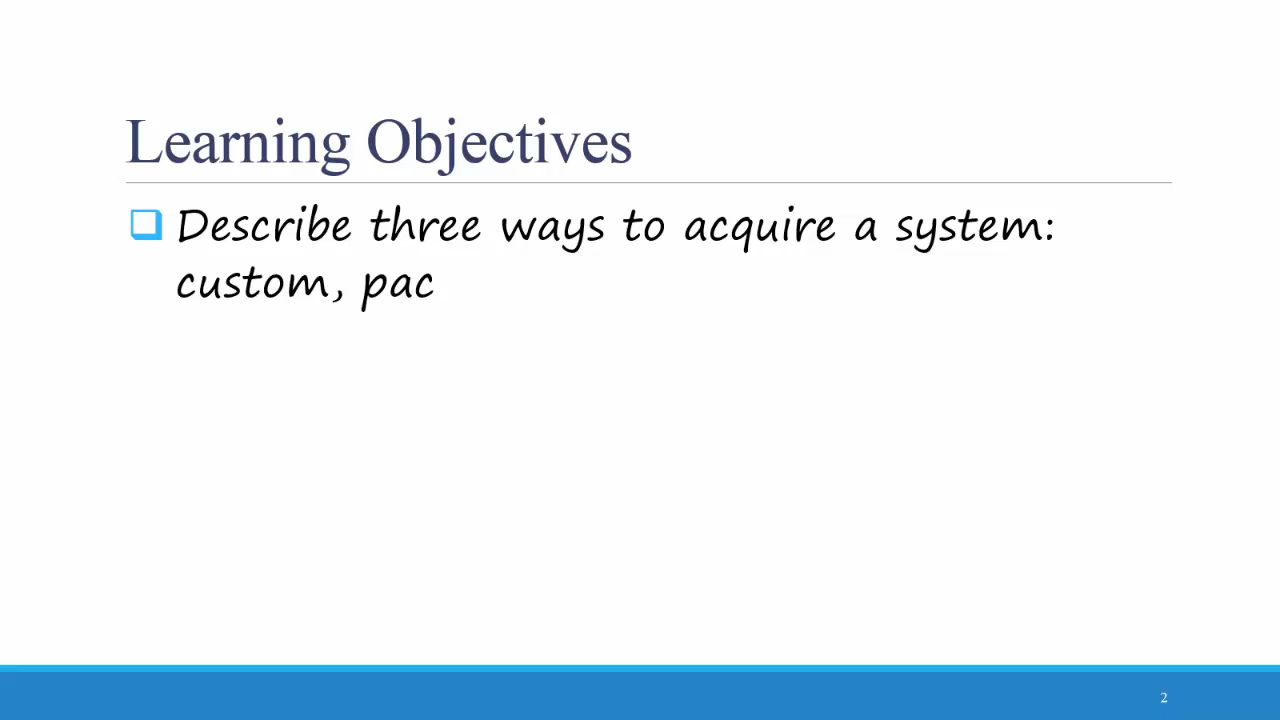 Learning Objectives
Describe three ways to acquire a system:
custom, pac
2